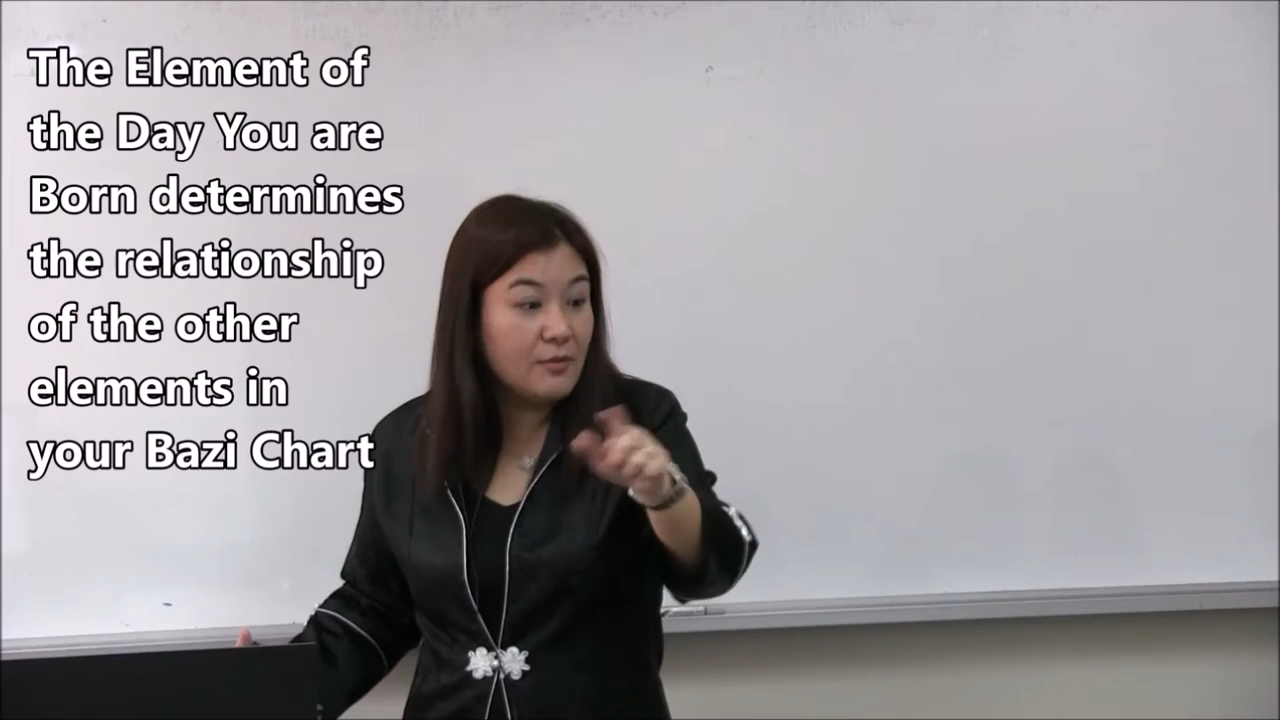 The Element of
the Day You are
Born determines
the relationship
of the other
elements in
your Bazi Chart